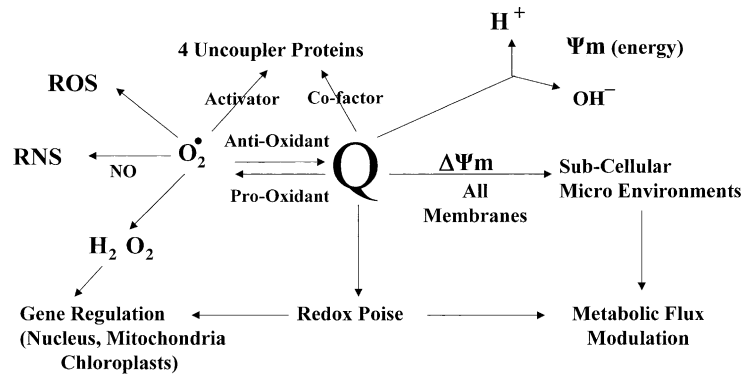 H+
4 Uncoupler Proteins
Ψm (energy)
ROS
Activator
Co-factor
OH−
RNS
NO
O2•
Anti-Oxidant
Pro-Oxidant
Q
ΔΨm
All
Membranes
Sub-Cellular
Micro Environments
H2 O2
Gene Regulation
(Nucleus, Mitochondria
Chloroplasts)
Redox Poise
Metabolic Flux
Modulation